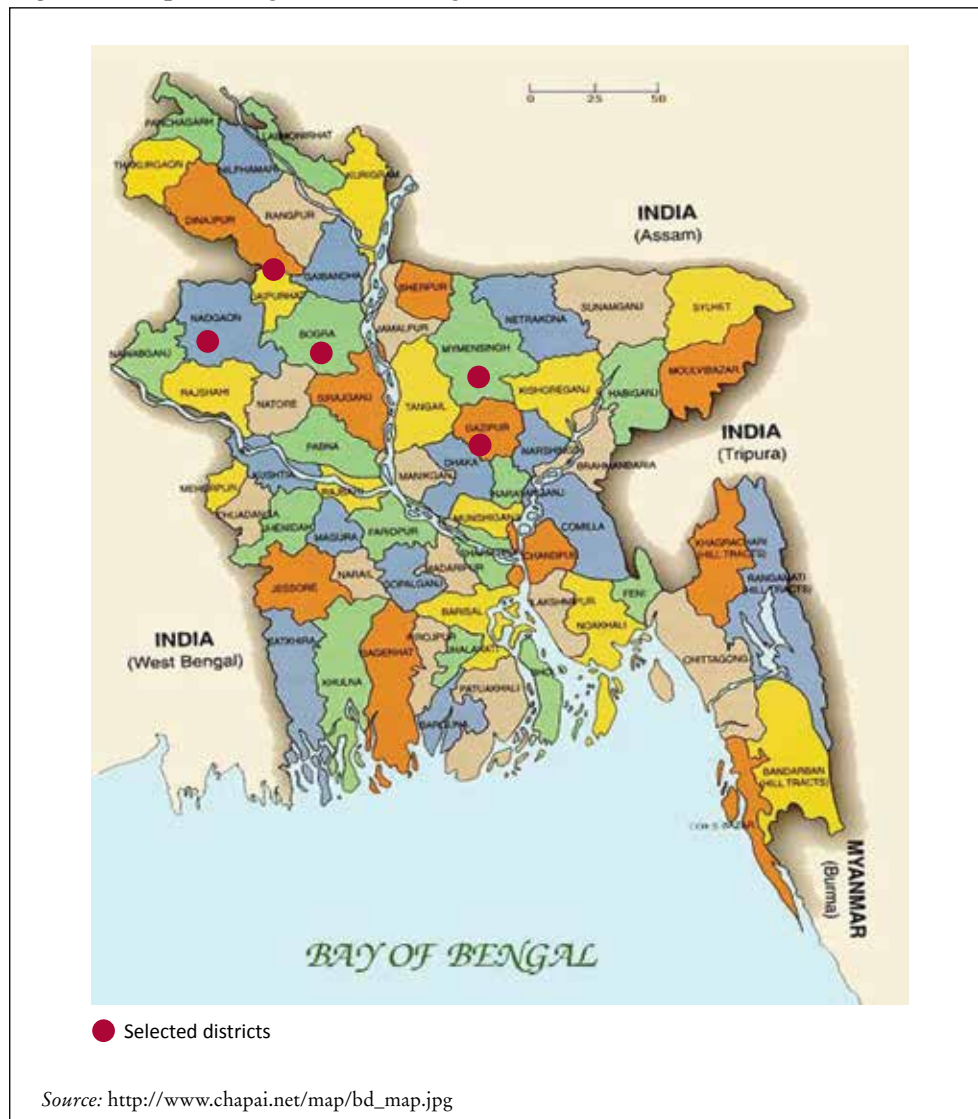 0 25 50
PANCHAGARH
LALMONIRHAT
THAKURGAON
NILPHAMARI
KURIGRAM
DINAJPUR
RANGPUR
INDIA
(Assam)
GAIBANDHA
JAIPURHAT
SHERPUR
NADGAON
BOGRA
JAMALPUR
MYMENSINGH
NETRAKONA
SUNAMGANJ
SYLHET
NAWABGANJ
RAJSHAHI
NATORE
SIRAJGANJ
TANGAIL
KISHOREGANJ
HABIGANJ
MOULVIBAZAR
GAZIPUR
PABNA
DHAKA
NARSHINGDI
INDIA
(Tripura)
MANIKGANJ
BRAHMANBARIA
KUSHTIA
MEHERPUR
RAJBARI
CHUADANGA
JHENIDAH
MAGURA
FARIDPUR
MUNSHIGANJ
COMILLA
KHAGRACHARI
(HILL TRACTS)
CHANDPUR
RANGAMATI
(HILL TRACTS)
JESSORE
NARAIL
GOPALGANJ
MADARIPUR
LAKSHMIPUR
FENI
NOAKHALI
BARISAL
INDIA
(West Bengal)
SATKHIRA
KHULNA
BAGERHAT
PIROJPUR
JHALAKATI
CHITTAGONG
PATUAKHALI
BARGUNA
BANDARBAN
(HILL TRACTS)
MYANMAR
(Burma)
BAY OF BENGAL
Selected districts
Source: http://www.chapai.net/map/bd_map.jpg